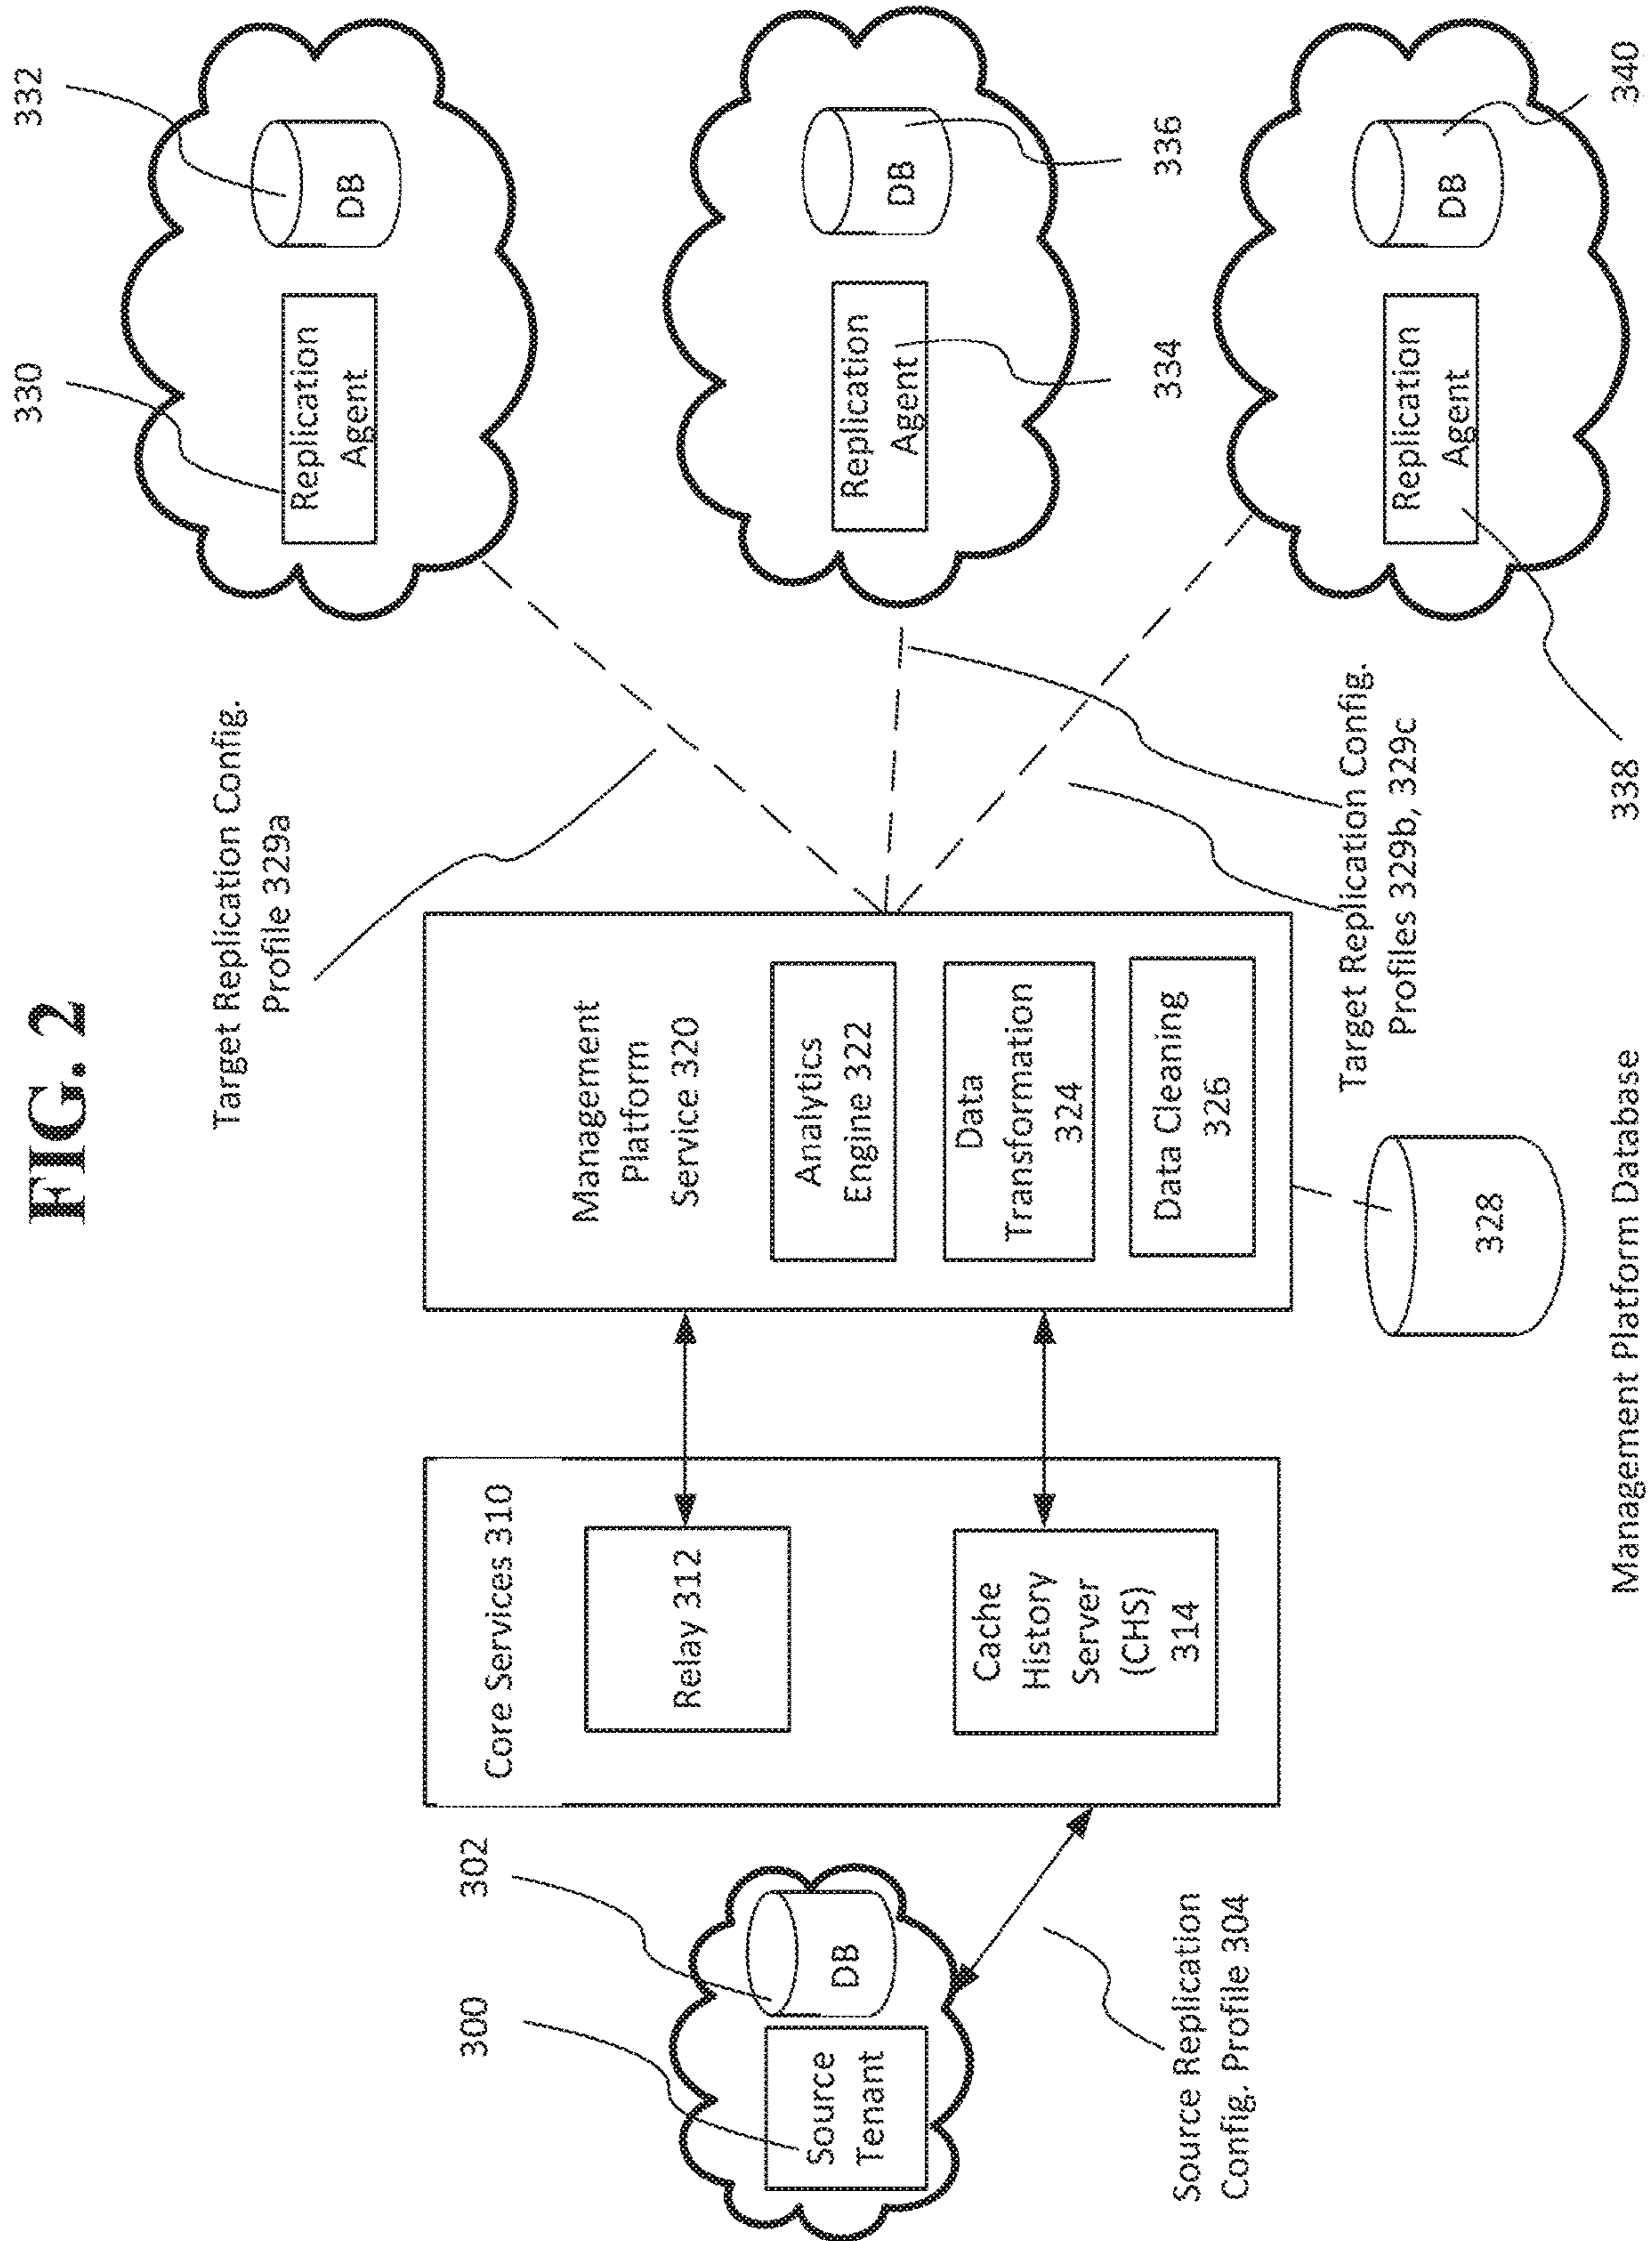 FIG. 2
300
302
Source
Tenant
DB
Source Replication
Config. Profile 304
Core Services 310
Relay 312
Cache
History
Server
(CHS)
314
Management
Platform
Service 320
Analytics
Engine 322
Data
Transformation
324
Data Cleaning
326
328
Management Platform Database
Target Replication Config.
Profile 329a
Target Replication Config.
Profiles 329b, 329c
330
332
Replication
Agent
DB
Replication
Agent
DB
334
336
Replication
Agent
DB
338
340